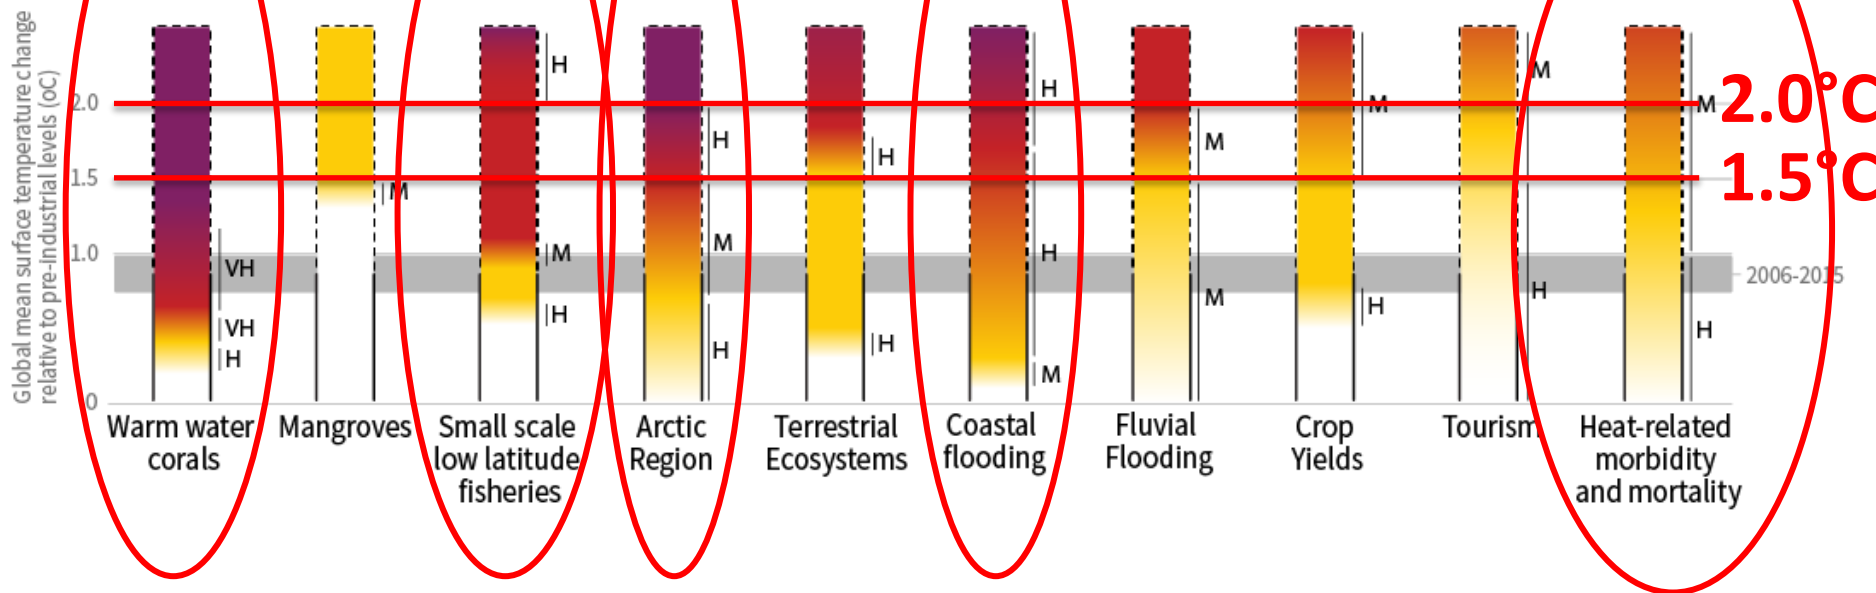 Global mean surface temperature change
relative to pre-industrial levels (oC)
2.0
1.5
1.0
0
VH
VH
H
M
H
M
H
H
M
H
H
H
H
H
M
M
M
M
H
M
H
M
H
2.0°C
1.5°C
2006-2015
Warm water
corals
Mangroves
Small scale
low latitude
fisheries
Arctic
Region
Terrestrial
Ecosystems
Coastal
flooding
Fluvial
Flooding
Crop
Yields
Tourism
Heat-related
morbidity
and mortality